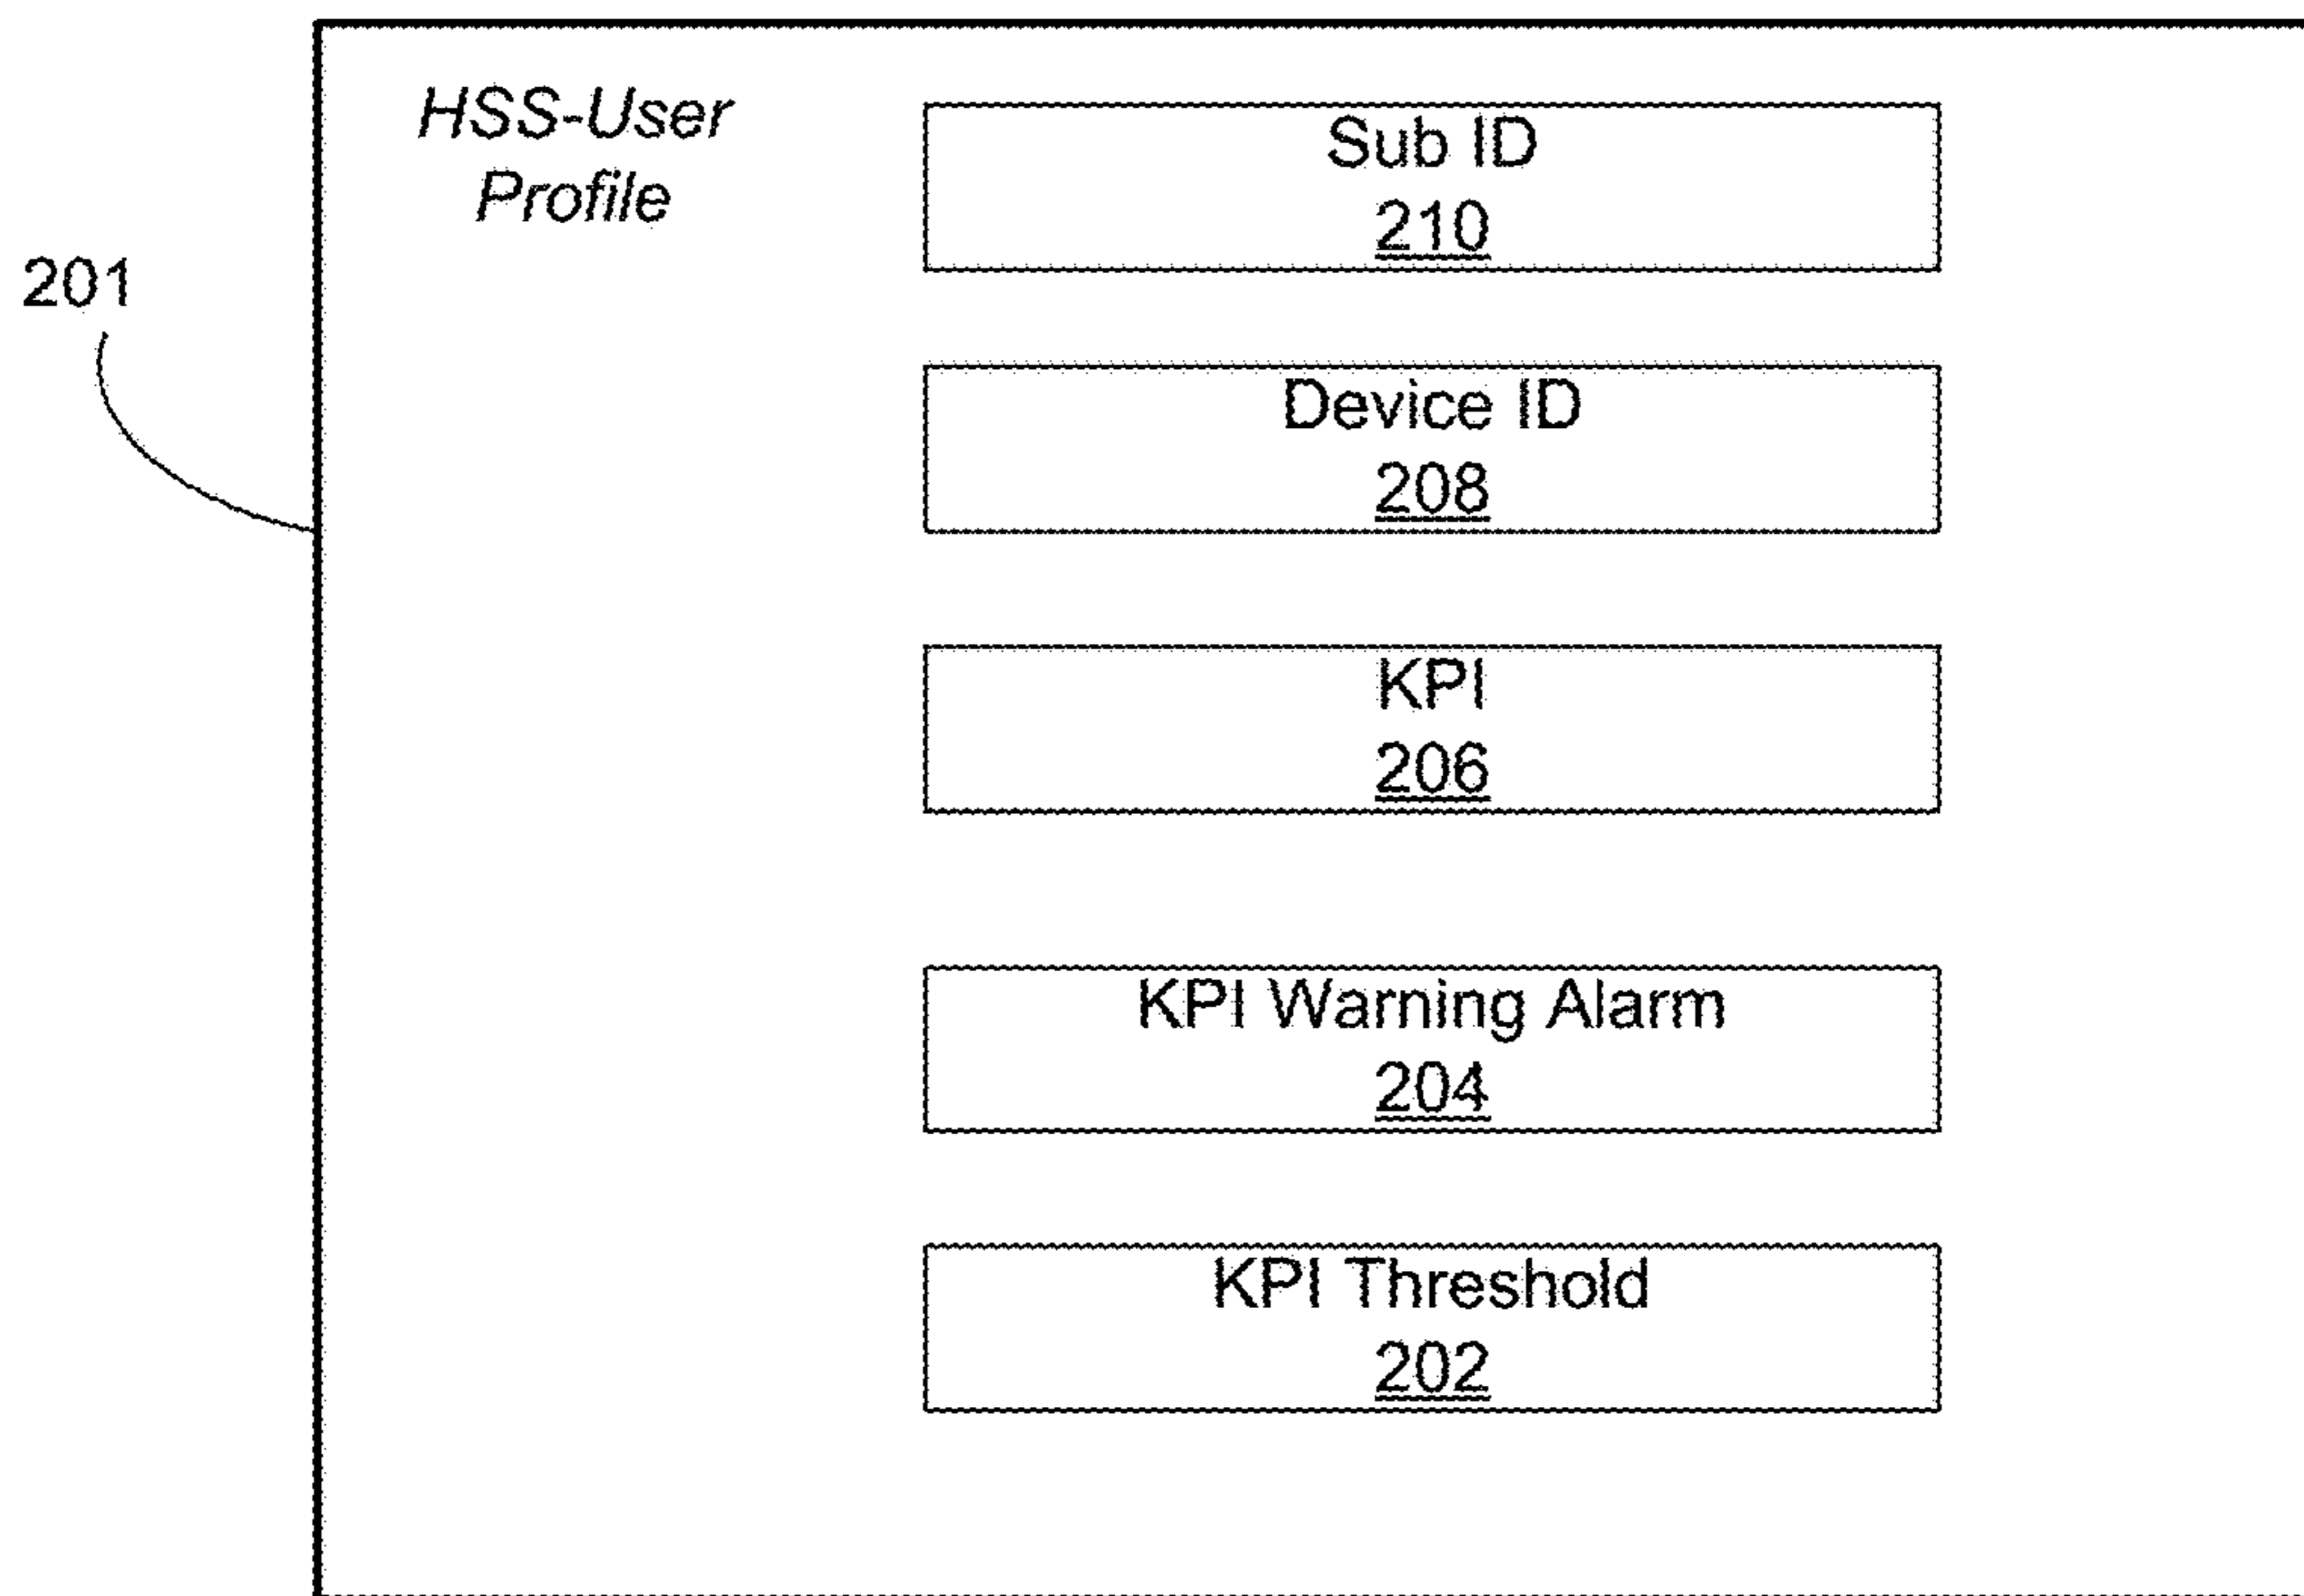 HSS-User
Profile
201
Sub ID
210
Device ID
208
KPI
206
KPI Warning Alarm
204
KPI Threshold
202